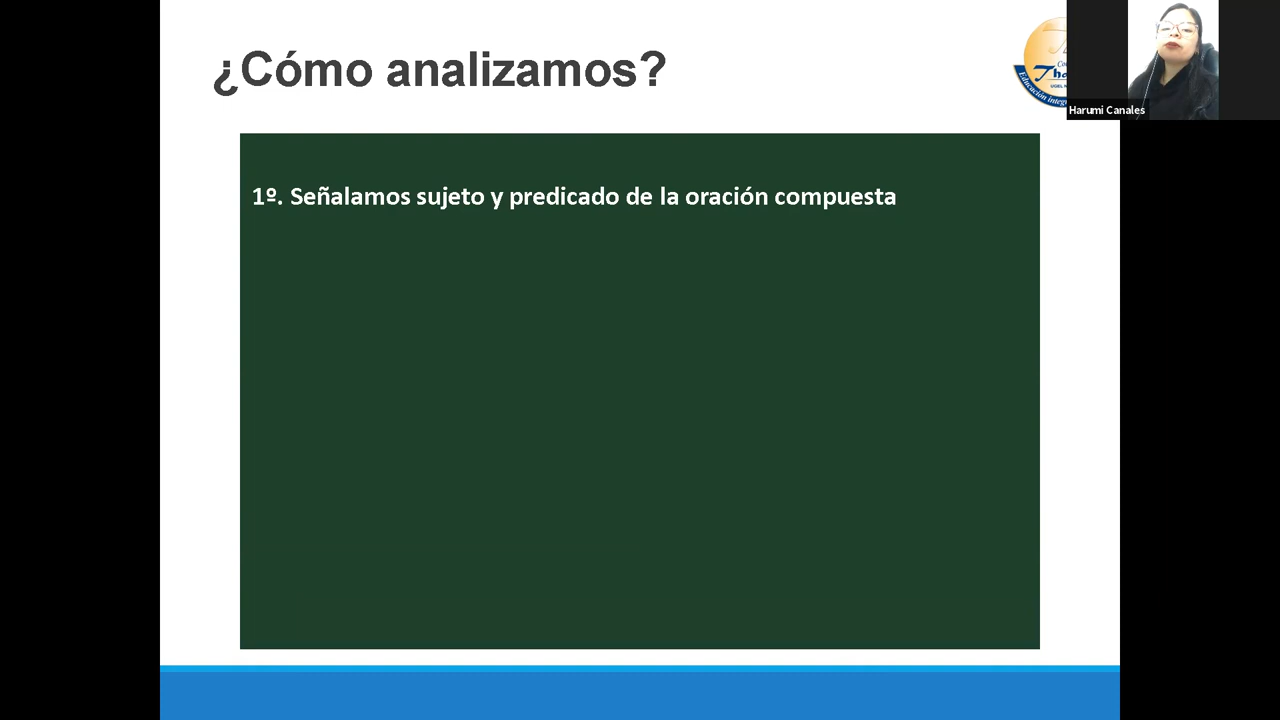 ¿Cómo analizamos?
Harumi Canales
1º. Señalamos sujeto y predicado de la oración compuesta